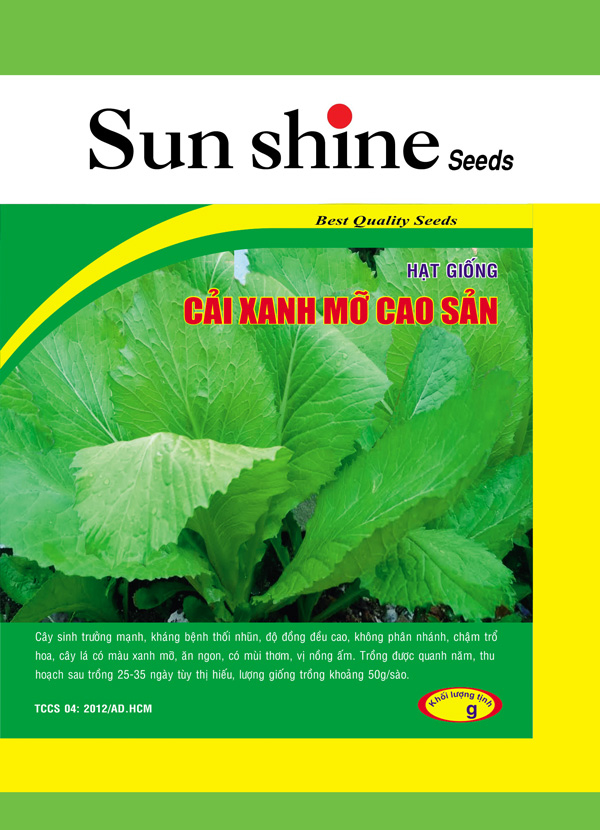 Sun shine Seeds
Best Quality Seeds
HẠT GIỐNG
CẢI XANH MỠ CAO SẢN
Cây sinh trưởng mạnh, kháng bệnh thối nhũn, độ đồng đều cao, không phân nhánh, chậm trổ
hoa, cây lá có màu xanh mỡ, ăn ngon, có mùi thơm, vị nồng ấm. Trồng được quanh năm, thu
hoạch sau trồng 25-35 ngày tùy thị hiếu, lượng giống trồng khoảng 50g/sào.
TCCS 04: 2012/AD.HCM
Khối lượng tịnh
g